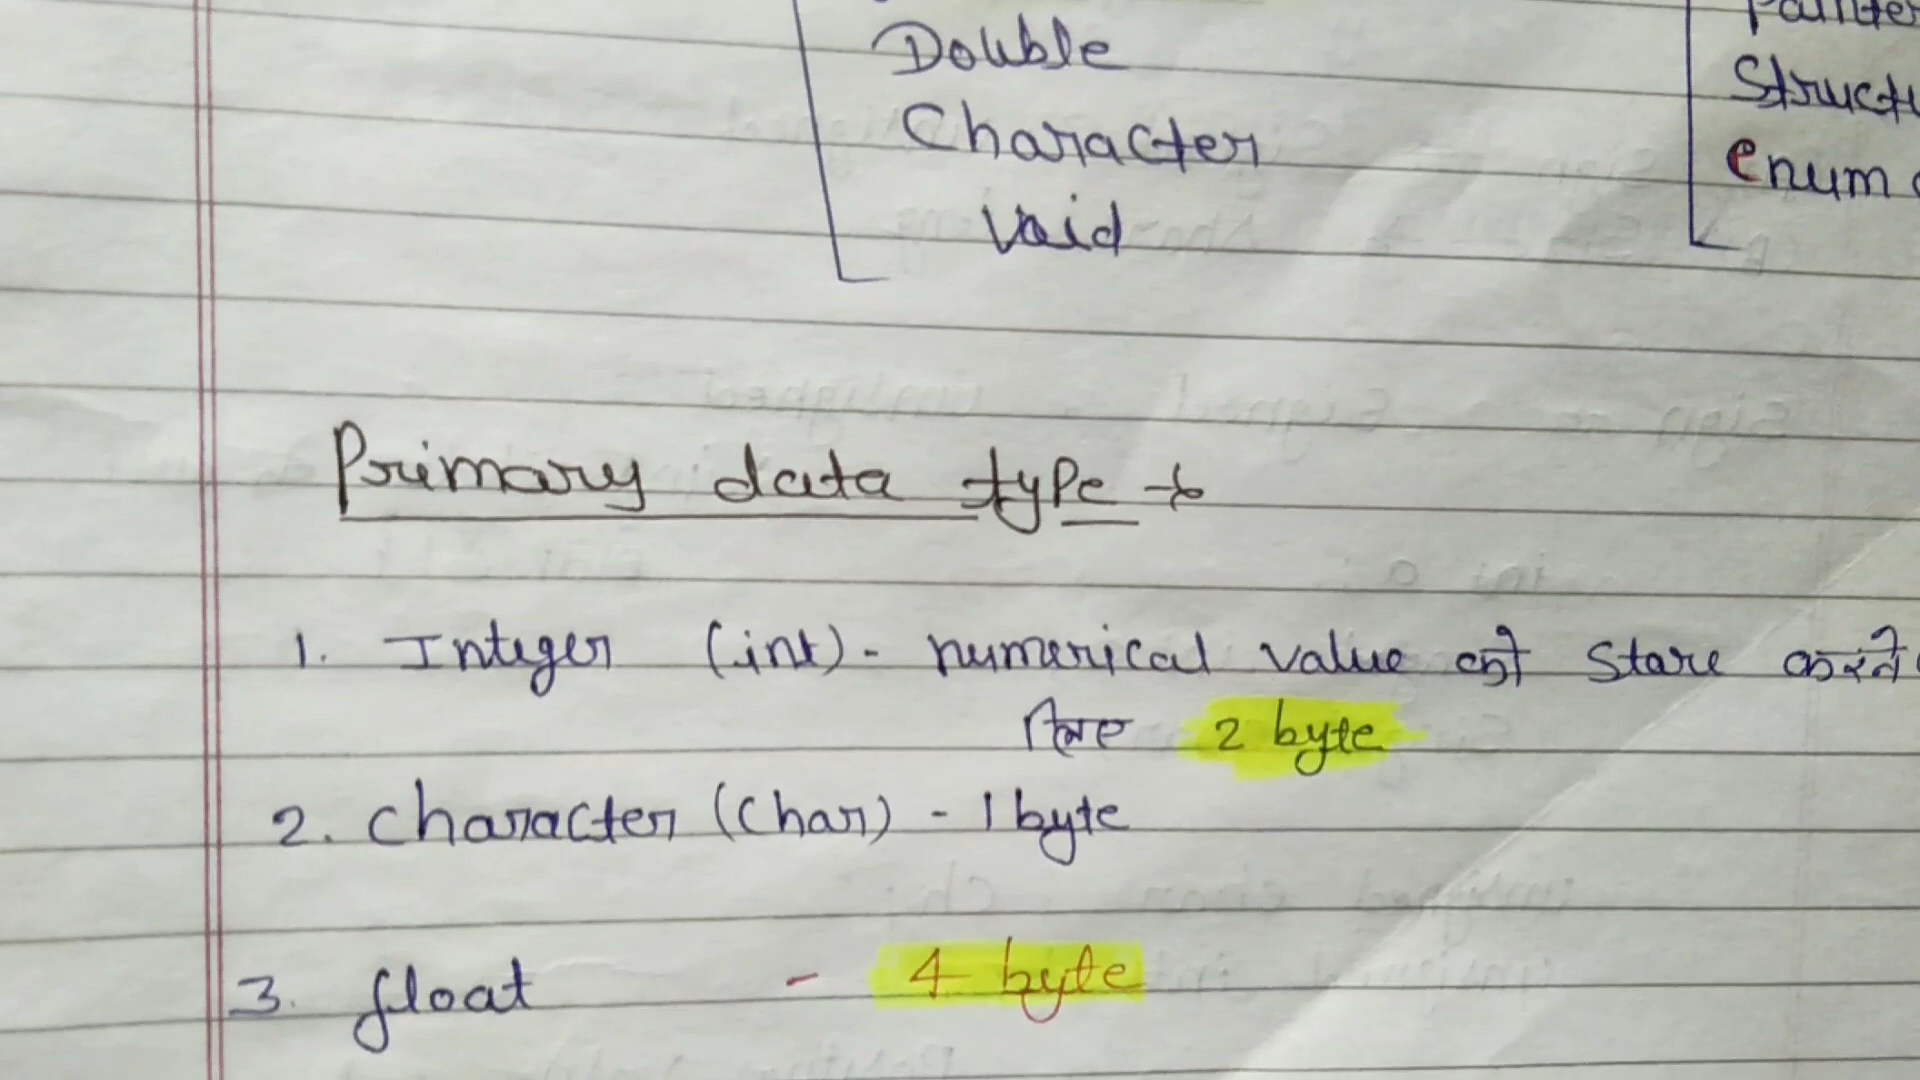 Double
Character
Void
Structu
enum
Primary data type →
1. Integer (int) - numerical value को store करने
लिए 2 byte
2. Character (Char) - 1 byte
3. float - 4 byte